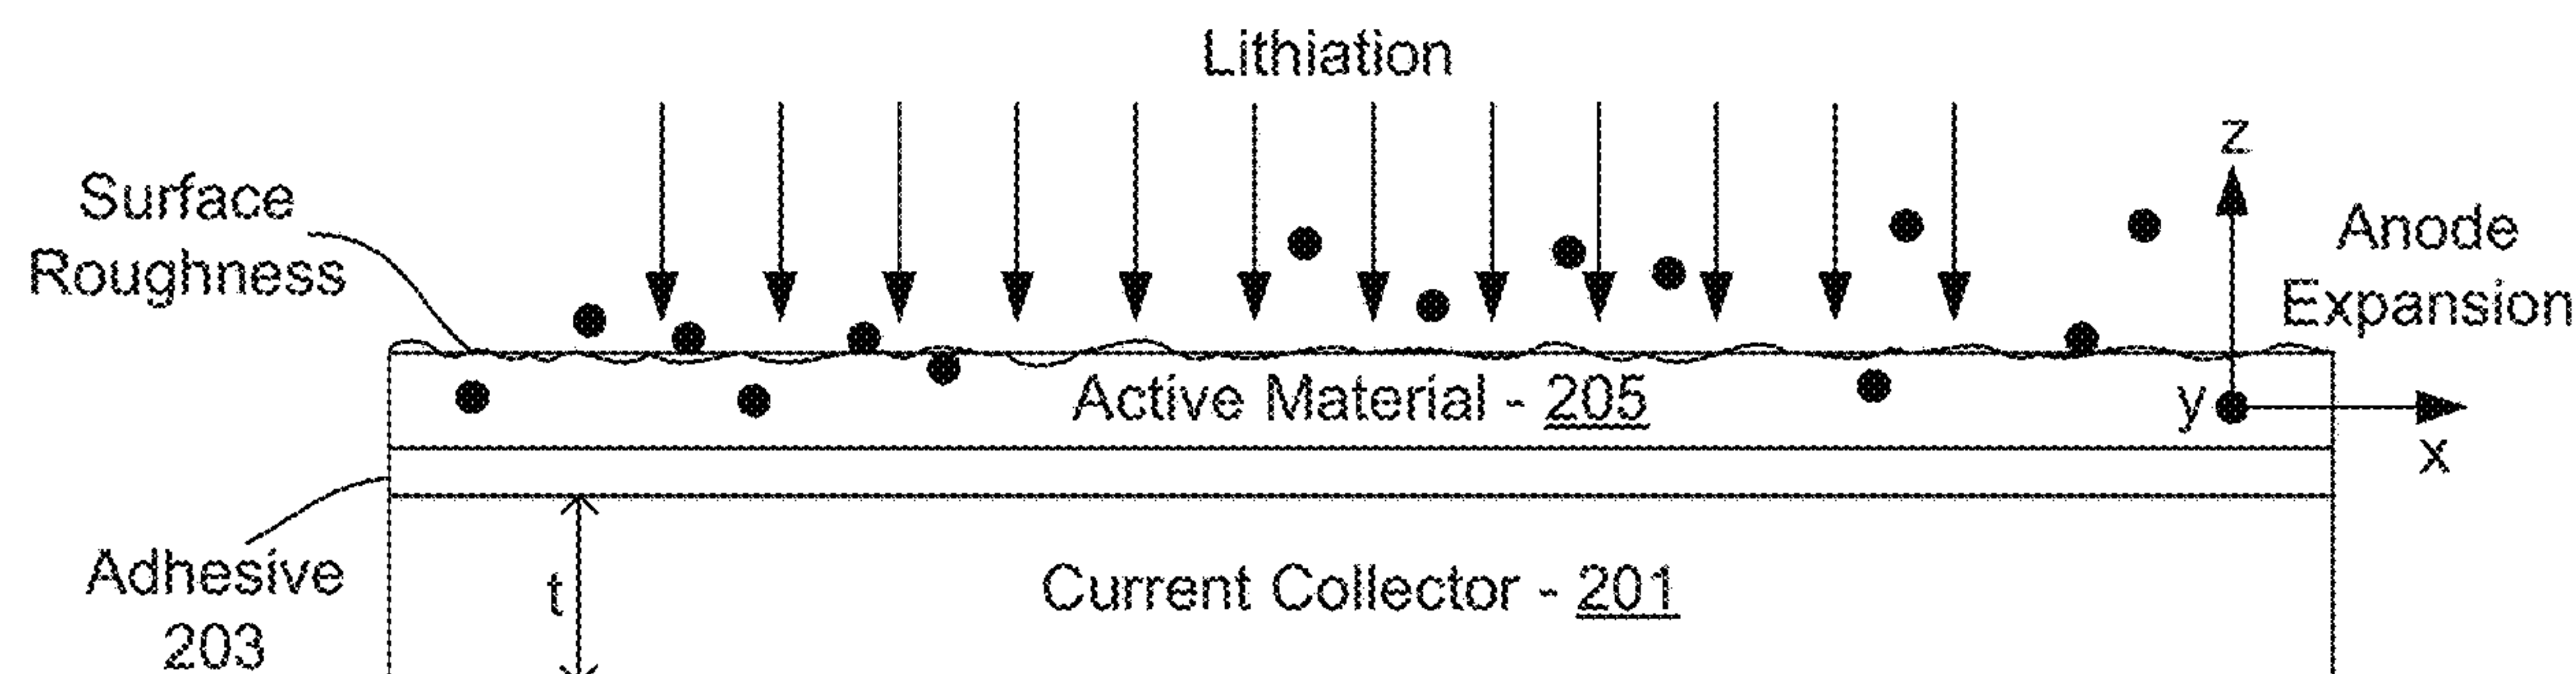 Lithiation
Surface
Roughness
z
Anode
Expansion
Active Material - 205
y
x
Adhesive
203
t
Current Collector - 201